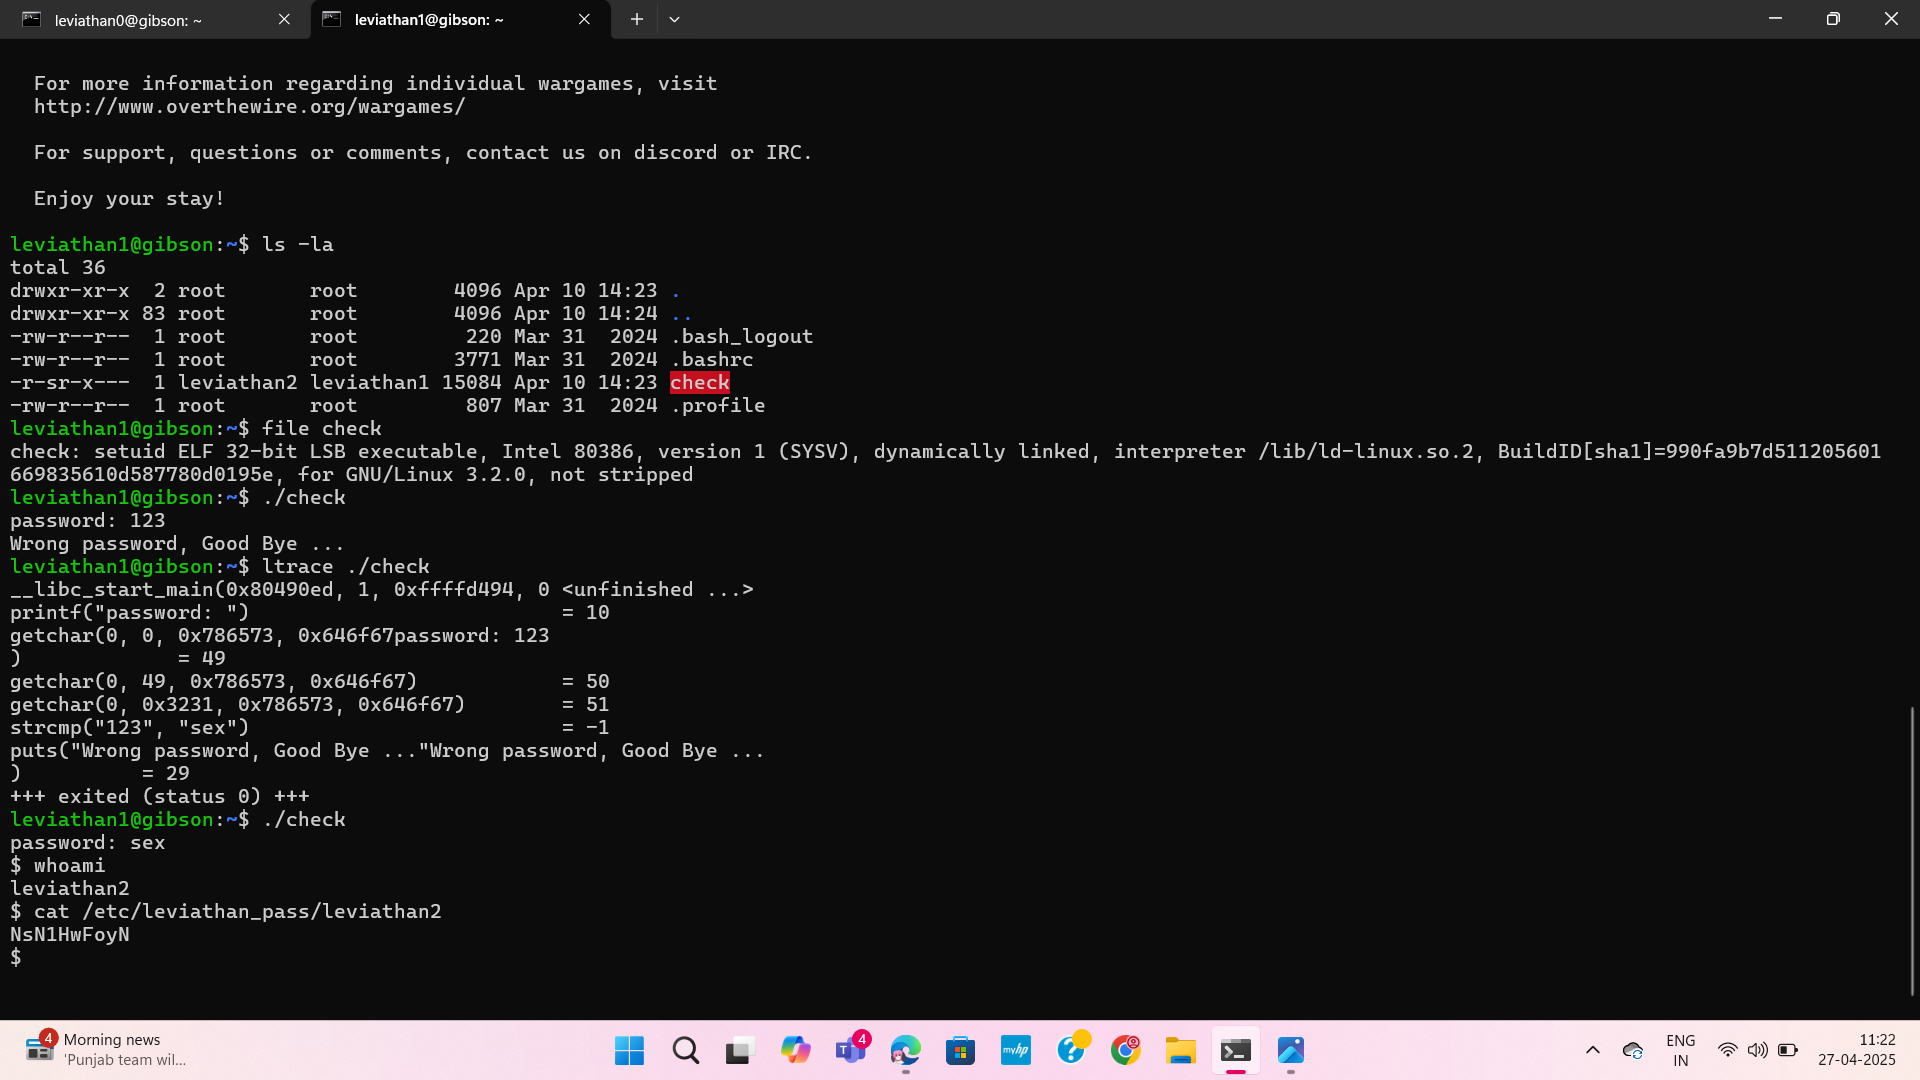 leviathan0@gibson: ~
leviathan1@gibson: ~
For more information regarding individual wargames, visit
http://www.overthewire.org/wargames/
For support, questions or comments, contact us on discord or IRC.
Enjoy your stay!
leviathan1@gibson:~$ ls -la
total 36
drwxr-xr-x  2 root       root        4096 Apr 10 14:23 .
drwxr-xr-x 83 root       root        4096 Apr 10 14:24 ..
-rw-r--r--  1 root       root         220 Mar 31  2024 .bash_logout
-rw-r--r--  1 root       root        3771 Mar 31  2024 .bashrc
-r-sr-x---  1 leviathan2 leviathan1 15084 Apr 10 14:23 check
-rw-r--r--  1 root       root         807 Mar 31  2024 .profile
leviathan1@gibson:~$ file check
check: setuid ELF 32-bit LSB executable, Intel 80386, version 1 (SYSV), dynamically linked, interpreter /lib/ld-linux.so.2, BuildID[sha1]=990fa9b7d511205601
669835610d587780d0195e, for GNU/Linux 3.2.0, not stripped
leviathan1@gibson:~$ ./check
password: 123
Wrong password, Good Bye ...
leviathan1@gibson:~$ ltrace ./check
__libc_start_main(0x80490ed, 1, 0xffffd494, 0 <unfinished ...>
printf("password: ")                          = 10
getchar(0, 0, 0x786573, 0x646f67password: 123
)             = 49
getchar(0, 49, 0x786573, 0x646f67)            = 50
getchar(0, 0x3231, 0x786573, 0x646f67)        = 51
strcmp("123", "sex")                          = -1
puts("Wrong password, Good Bye ..."Wrong password, Good Bye ...
)          = 29
+++ exited (status 0) +++
leviathan1@gibson:~$ ./check
password: sex
$ whoami
leviathan2
$ cat /etc/leviathan_pass/leviathan2
NsN1HwFoyN
$
4
Morning news
'Punjab team wil...
T
4
myhp
?
ENG
IN
11:22
27-04-2025